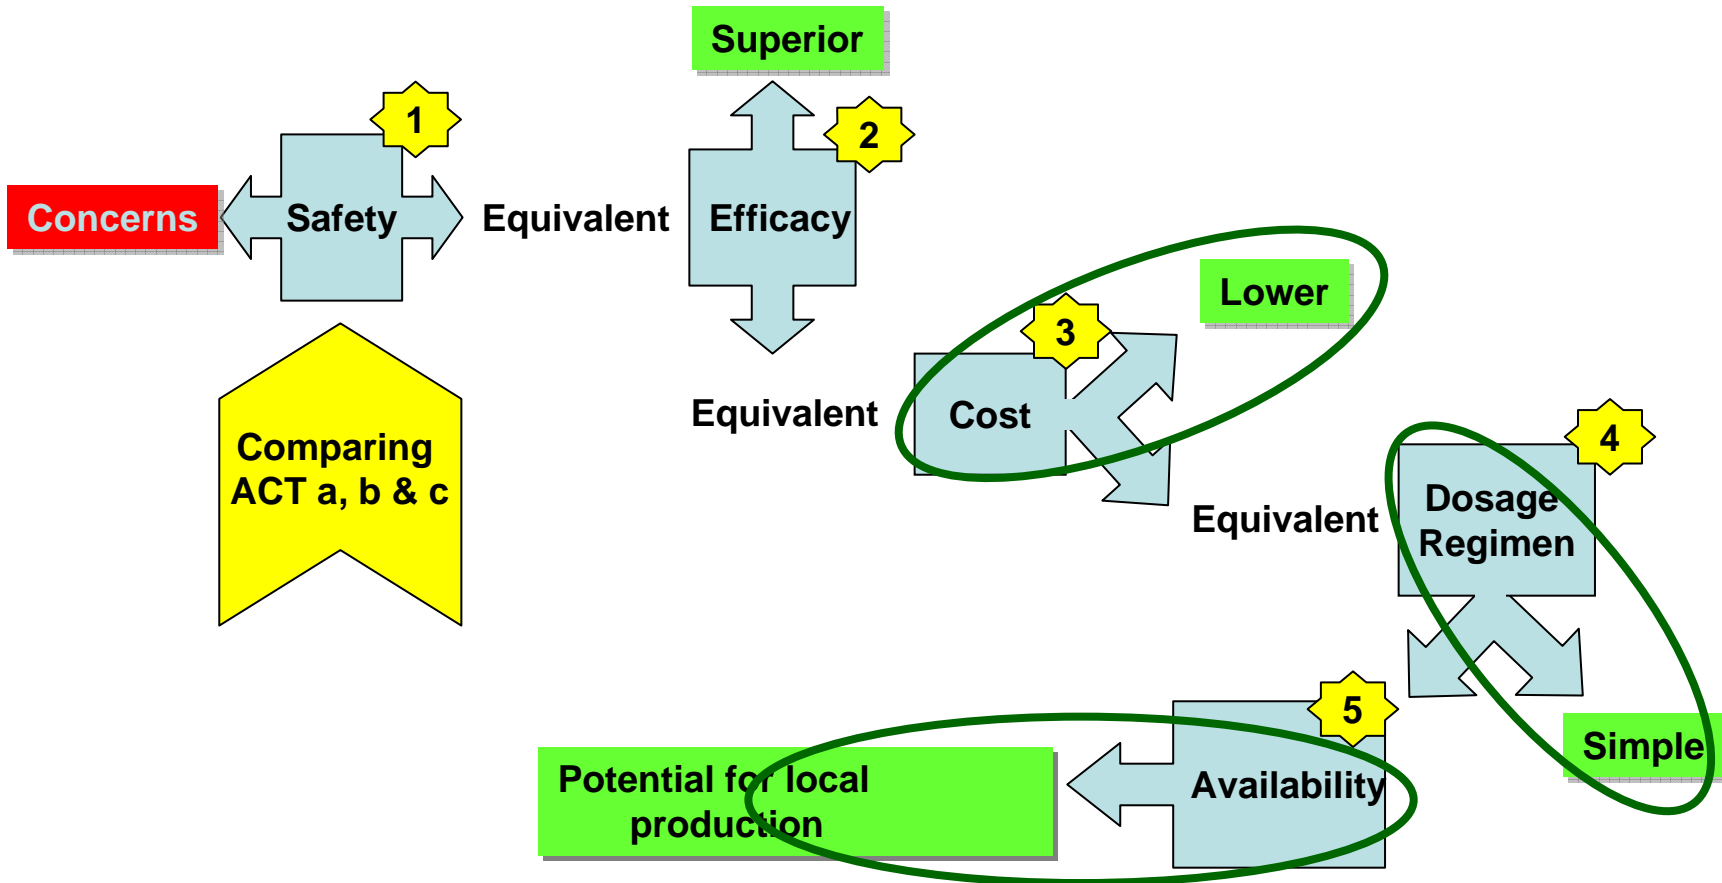 Superior
1
2
Concerns
Safety
Equivalent
Efficacy
Lower
3
Comparing
ACT a, b & c
Equivalent
Cost
4
Equivalent
Dosage
Regimen
5
Simple
Potential for local
production
Availability